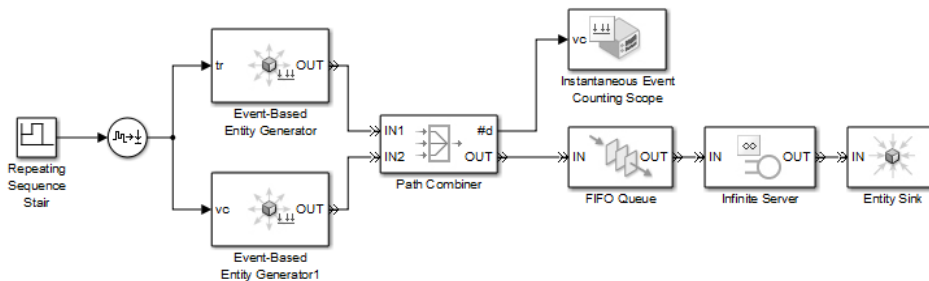 tr
OUT
Event-Based
Entity Generator
vc
Instantaneous Event
Counting Scope
Repeating
Sequence
Stair
IN1
#d
IN2
OUT
Path Combiner
IN
OUT
FIFO Queue
IN
OUT
Infinite Server
IN
Entity Sink
vc
OUT
Event-Based
Entity Generator1